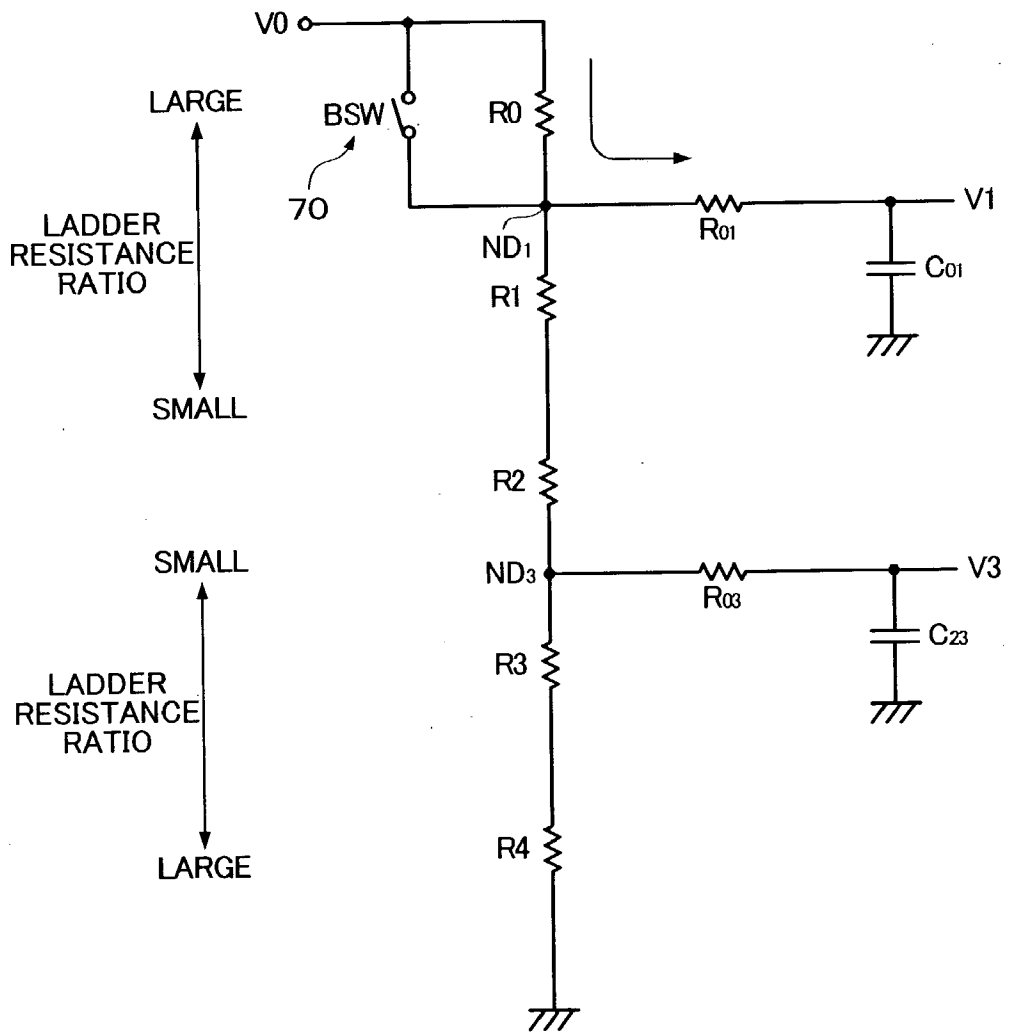 V0
LARGE
BSW
R0
70
V1
R01
LADDER
RESISTANCE
RATIO
ND1
C01
R1
SMALL
R2
SMALL
ND3
V3
R03
C23
R3
LADDER
RESISTANCE
RATIO
R4
LARGE